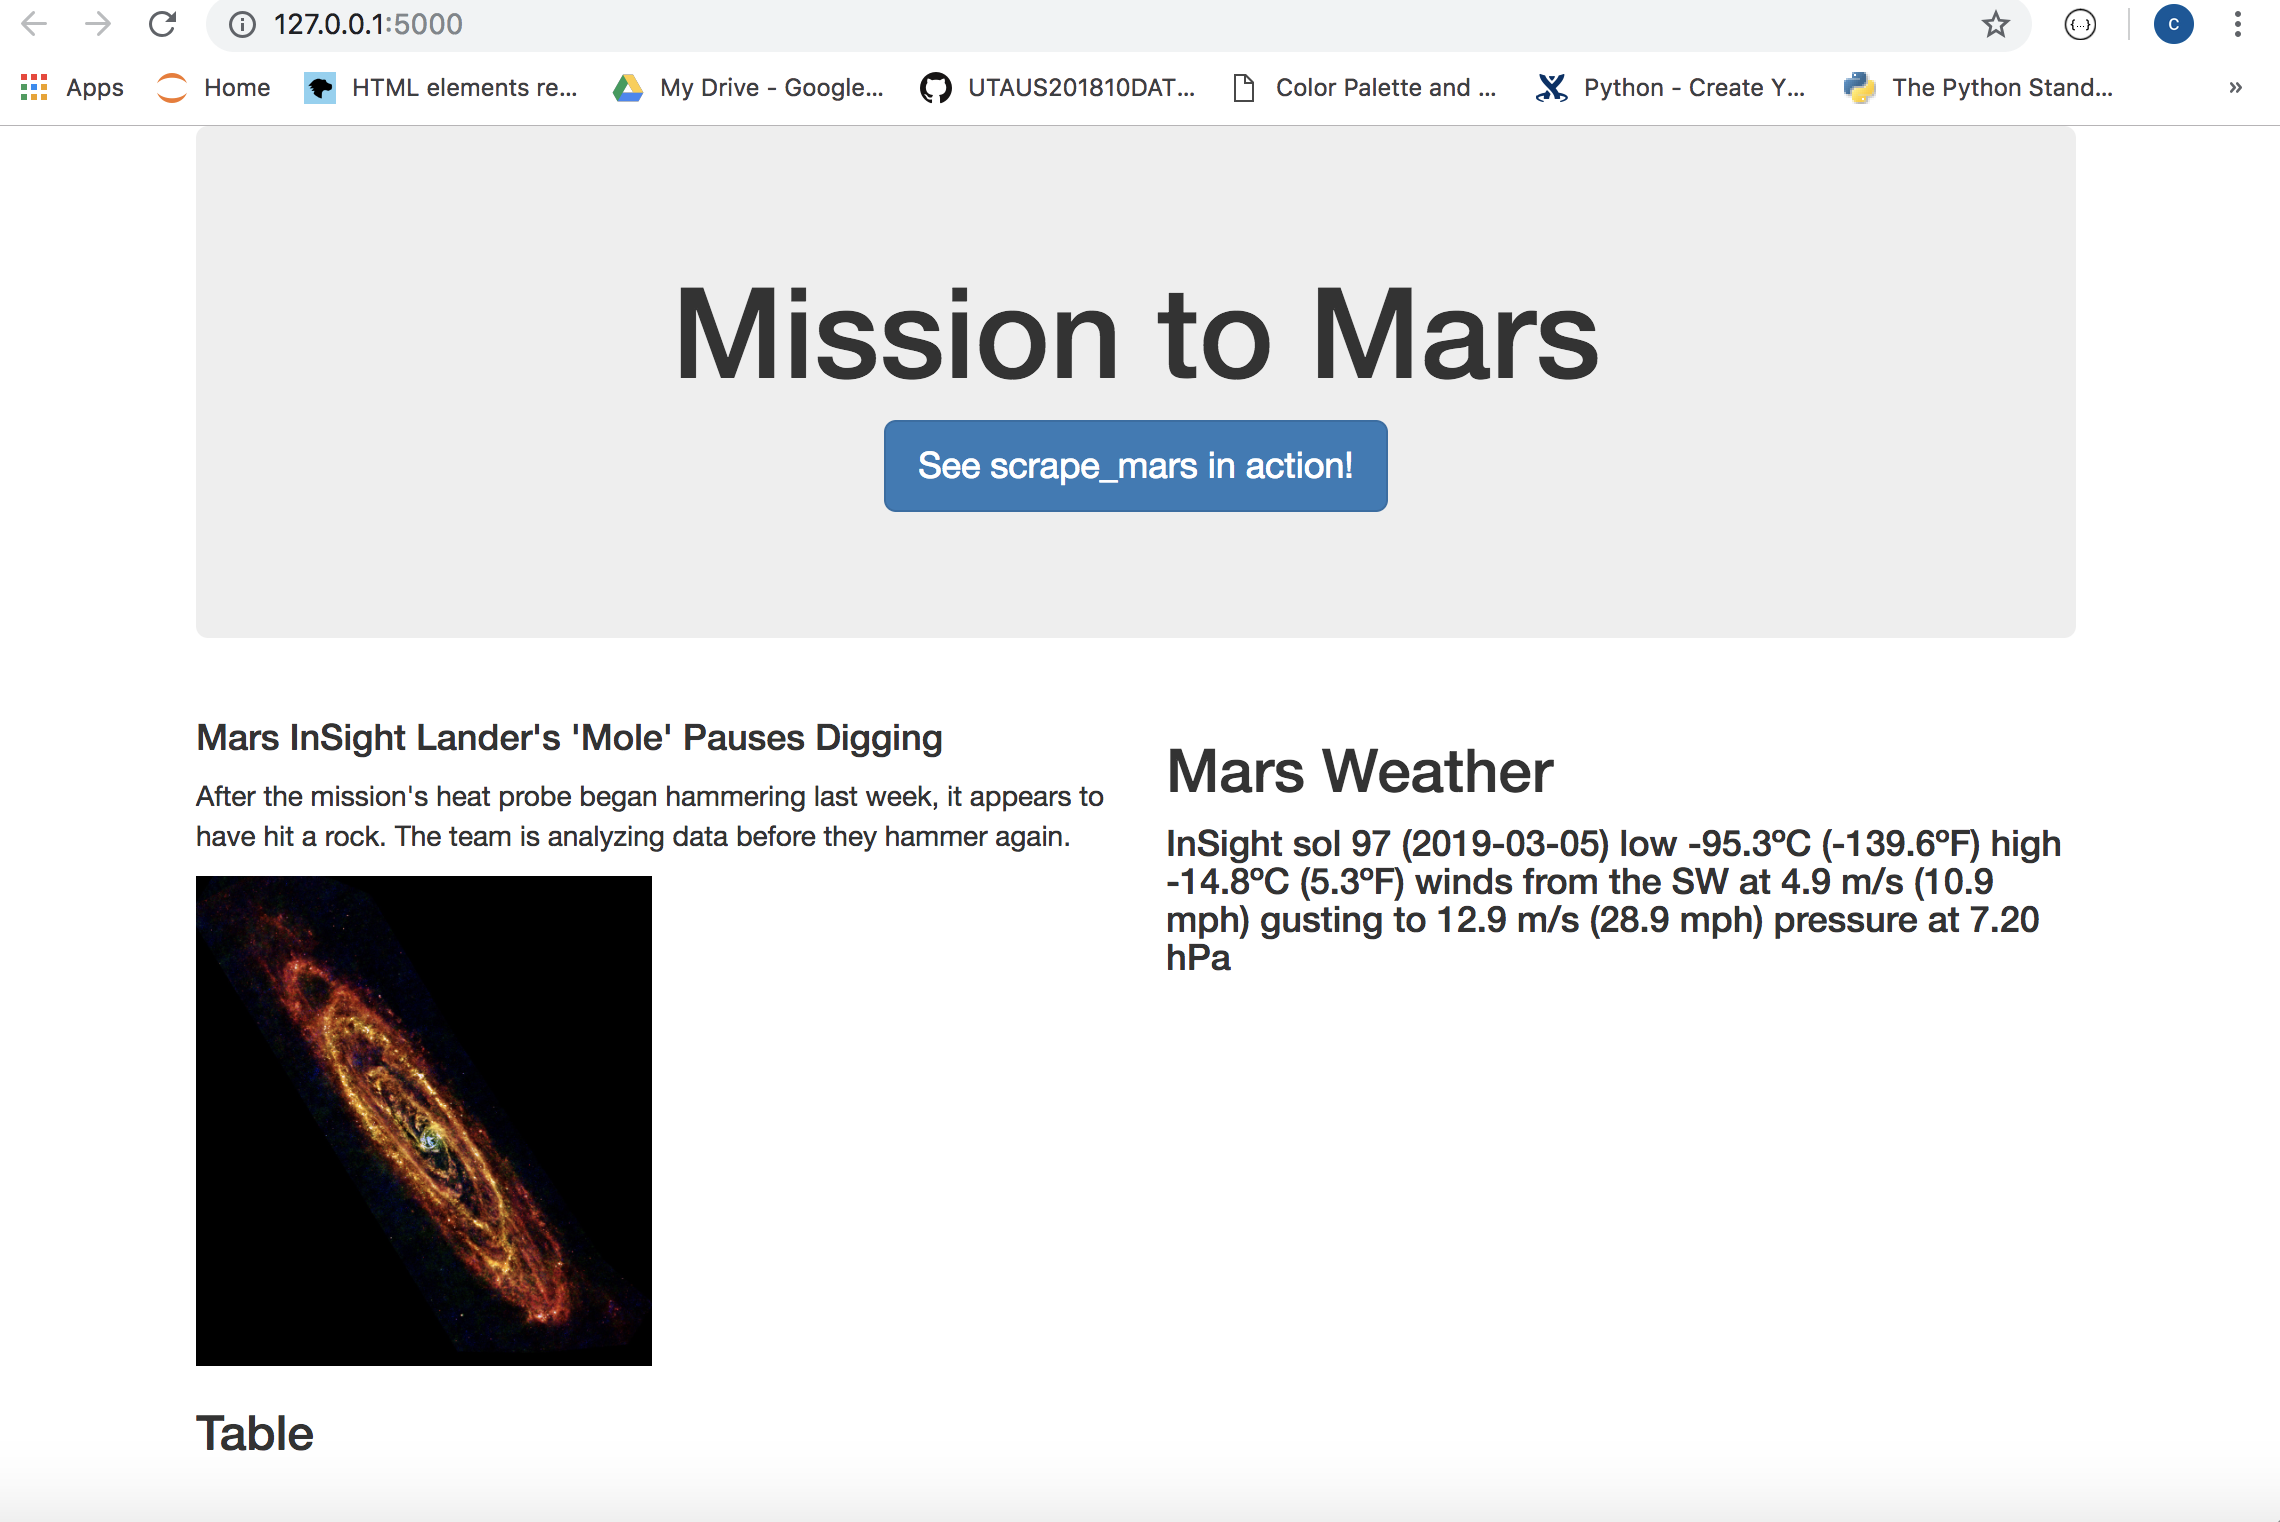 127.0.0.1:5000
C
Apps
Home
HTML elements re...
My Drive - Google...
UTAUS201810DAT...
Color Palette and ...
Python - Create Y...
The Python Stand...
»
Mission to Mars
See scrape_mars in action!
Mars InSight Lander's 'Mole' Pauses Digging
After the mission's heat probe began hammering last week, it appears to
have hit a rock. The team is analyzing data before they hammer again.
Mars Weather
InSight sol 97 (2019-03-05) low -95.3ºC (-139.6ºF) high
-14.8ºC (5.3ºF) winds from the SW at 4.9 m/s (10.9
mph) gusting to 12.9 m/s (28.9 mph) pressure at 7.20
hPa
Table